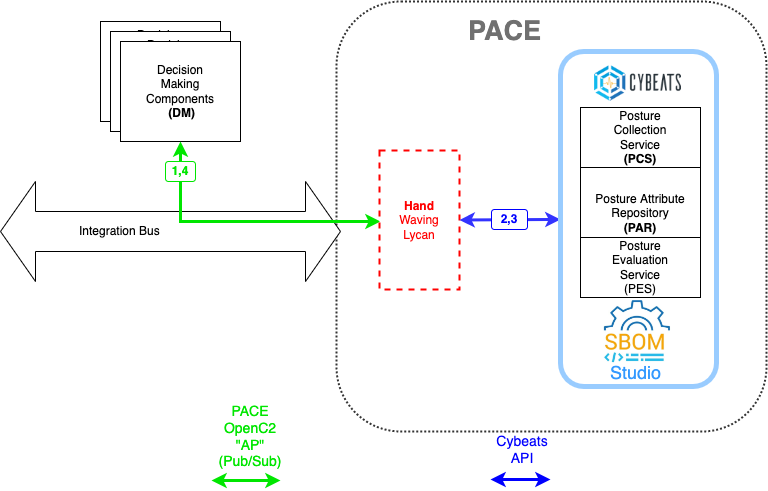 PACE
Decision
Making
Components
(DM)
1,4
Integration Bus
Hand
Waving
Lycan
2,3
CYBEATS
Posture
Collection
Service
(PCS)
Posture Attribute
Repository
(PAR)
Posture
Evaluation
Service
(PES)
SBOM
</>
Studio
PACE
OpenC2
"AP"
(Pub/Sub)
Cybeats
API